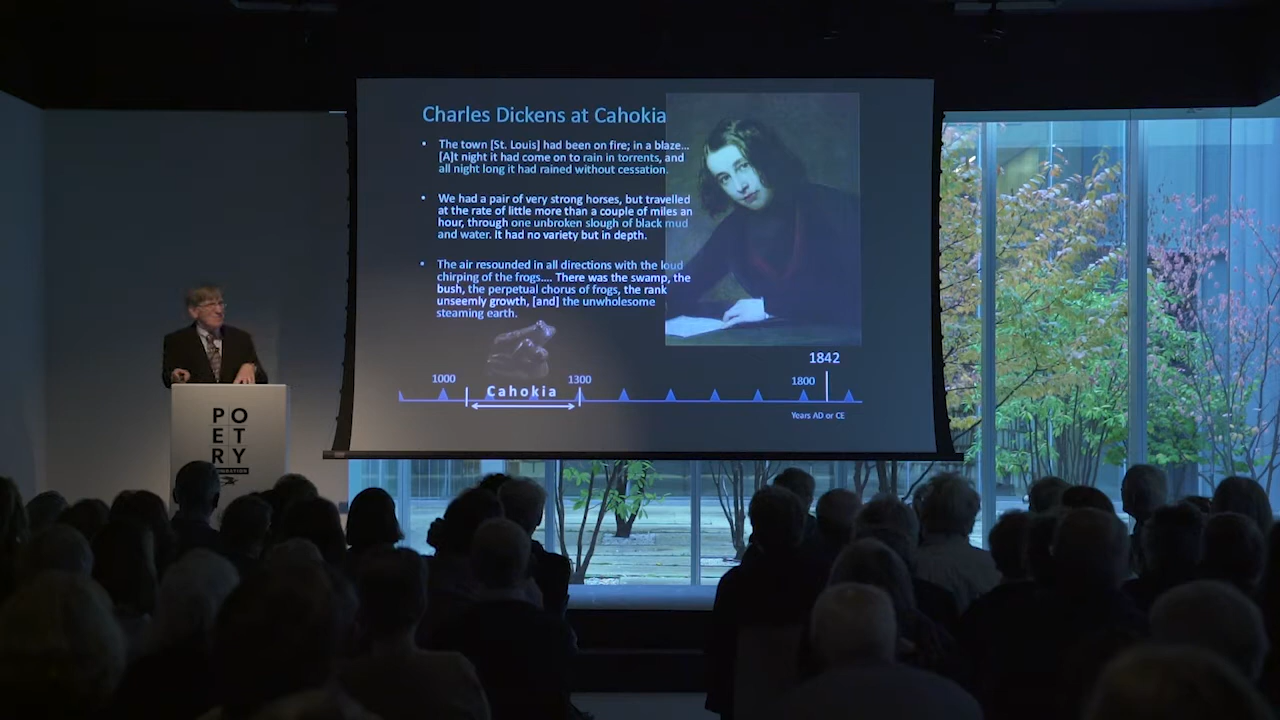 Charles Dickens at Cahokia
• The town [St. Louis] had been on fire; in a blaze...
[A]t night it had come on to rain in torrents, and
all night long it had rained without cessation.
• We had a pair of very strong horses, but travelled
at the rate of little more than a couple of miles an
hour, through one unbroken slough of black mud
and water. It had no variety but in depth.
• The air resounded in all directions with the loud
chirping of the frogs.... There was the swamp, the
bush, the perpetual chorus of frogs, the rank
unseemly growth, [and] the unwholesome
steaming earth.
1842
1000
1300
1800
Cahokia
Years AD or CE
PO
ET
RY
FOUNDATION